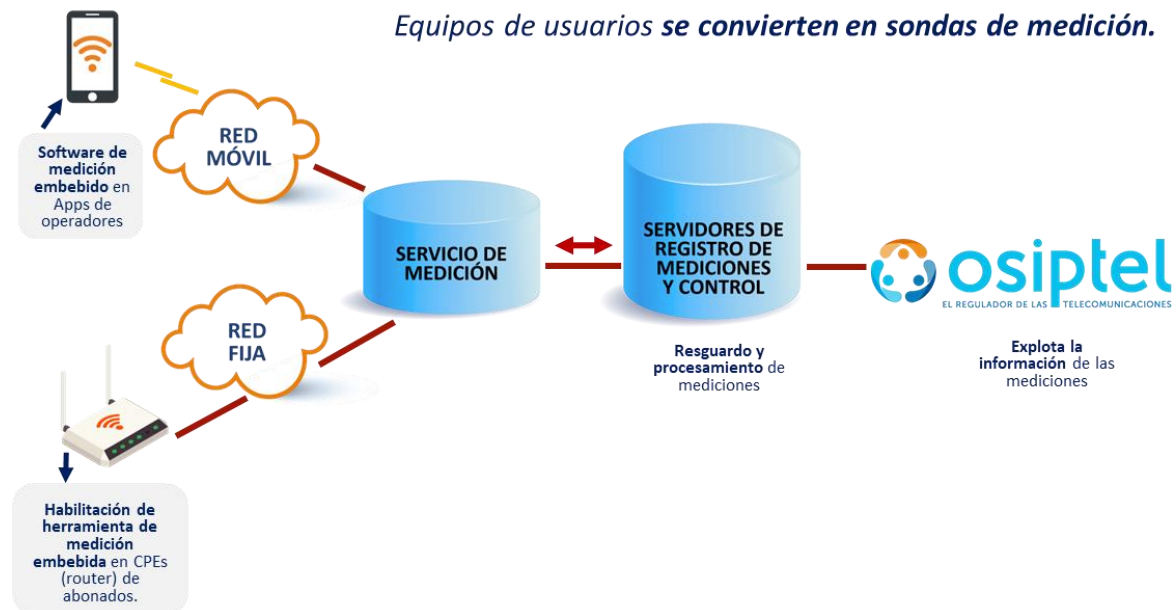 Equipos de usuarios se convierten en sondas de medición.
RED
MÓVIL
Software de
medición
embebido en
Apps de
operadores
SERVICIO DE
MEDICIÓN
SERVIDORES DE
REGISTRO DE
MEDICIONES
Y CONTROL
osiptel
EL REGULADOR DE LAS TELECOMUNICACIONES
RED
FIJA
Resguardo y
procesamiento de
mediciones
Explota la
información de las
mediciones
Habilitación de
herramienta de
medición
embebida en CPEs
(router) de
abonados.